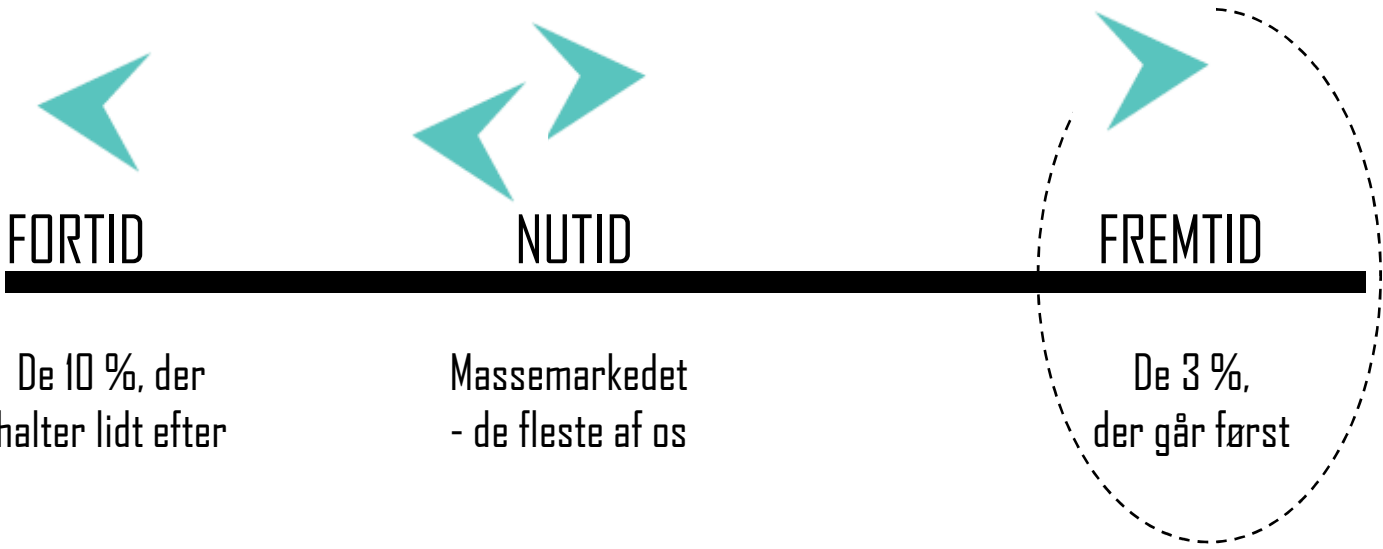 FORTID
NUTID
FREMTID
De 10 %, der
halter lidt efter
Massemarkedet
- de fleste af os
De 3 %,
der går først